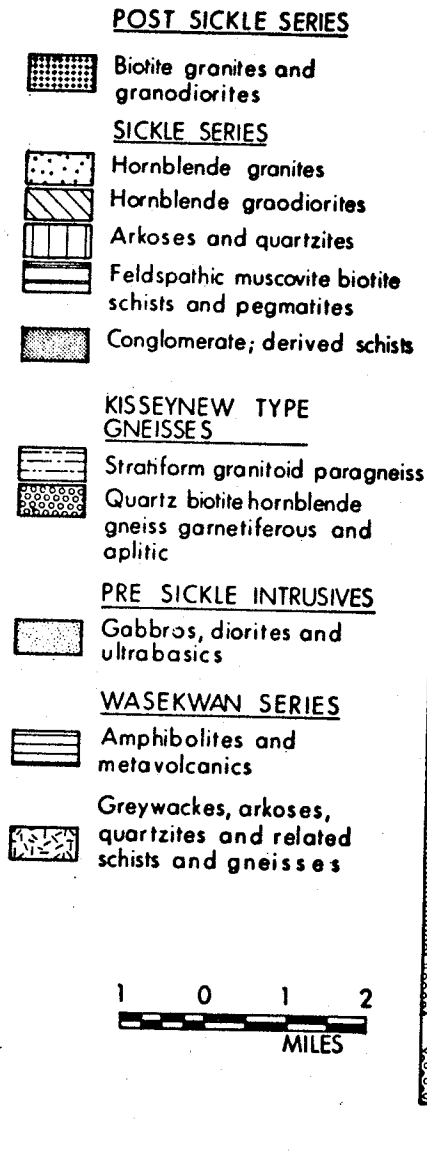 POST SICKLE SERIES
Biotite granites and
granodiorites
SICKLE SERIES
Hornblende granites
Hornblende graodiorites
Arkoses and quartzites
Feldspathic muscovite biotite
schists and pegmatites
Conglomerate; derived schists
KISSEYNEW TYPE
GNEISSES
Stratiform granitoid paragneiss
Quartz biotite hornblende
gneiss garnetiferous and
aplitic
PRE SICKLE INTRUSIVES
Gabbros, diorites and
ultrabasics
WASEKWAN SERIES
Amphibolites and
metavolcanics
Greywackes, arkoses,
quartzites and related
schists and gneisses
1 0 1 2
MILES